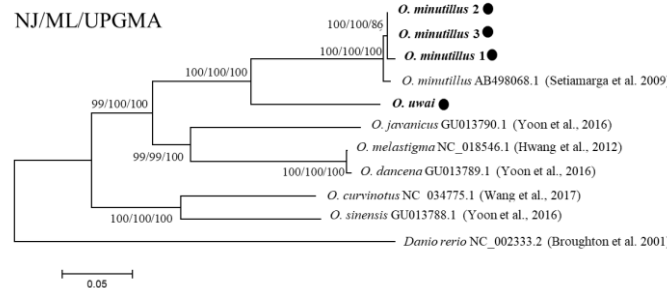 NJ/ML/UPGMA
O. minutillus 2
100/100/86
O. minutillus 3
100/100/100
O. minutillus 1
100/100/100
O. minutillus AB498068.1 (Setiamarga et al. 2009)
99/100/100
O. uwai
O. javanicus GU013790.1 (Yoon et al., 2016)
99/99/100
O. melastigma NC_018546.1 (Hwang et al., 2012)
100/100/100
O. dancena GU013789.1 (Yoon et al., 2016)
O. curvinotus NC_034775.1 (Wang et al., 2017)
100/100/100
O. sinensis GU013788.1 (Yoon et al., 2016)
Danio rerio NC_002333.2 (Broughton et al. 2001)
0.05